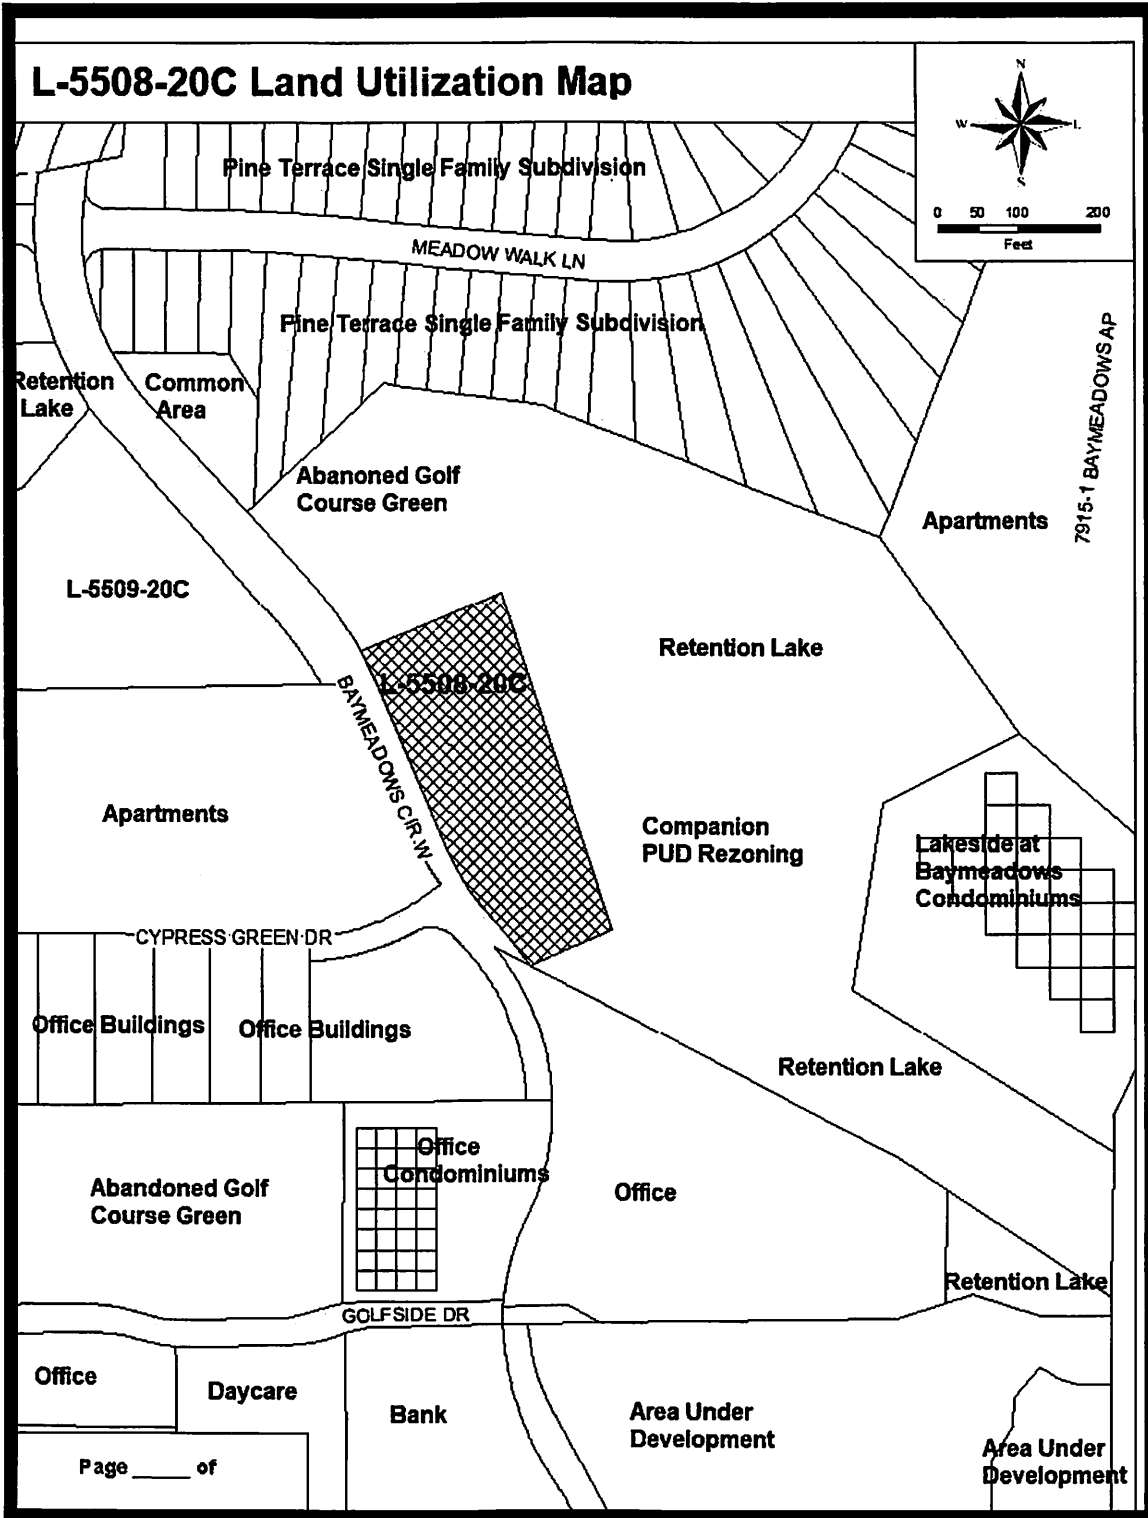 L-5508-20C Land Utilization Map
N
W
L
S
0 50 100 200
Feet
Pine Terrace Single Family Subdivision
MEADOW WALK LN
Pine Terrace Single Family Subdivision
7915-1 BAYMEADOWS AP
Retention
Lake
Common
Area
Abanoned Golf
Course Green
Apartments
L-5509-20C
Retention Lake
L-5508-20C
BAYMEADOWS CIR W
Apartments
Companion
PUD Rezoning
Lakeside at
Baymeadows
Condominiums
CYPRESS GREEN DR
Office Buildings
Office Buildings
Retention Lake
Office
Condominiums
Abandoned Golf
Course Green
Office
Retention Lake
GOLFSIDE DR
Office
Daycare
Bank
Area Under
Development
Area Under
Development
Page _____ of